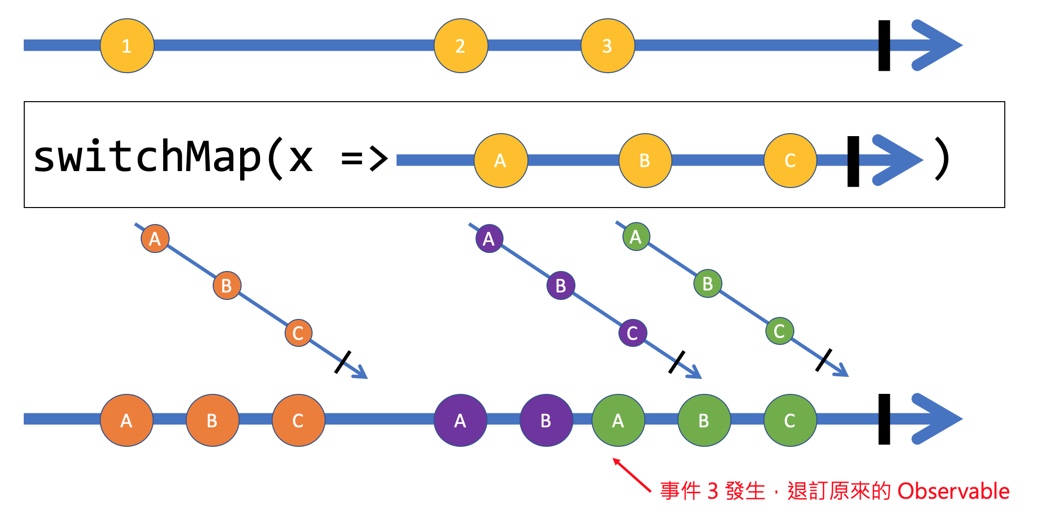 1 2 3
switchMap(x => A B C )
A A A
B B B
C C C
A B C A B A B C
事件 3 發生，退訂原來的 Observable